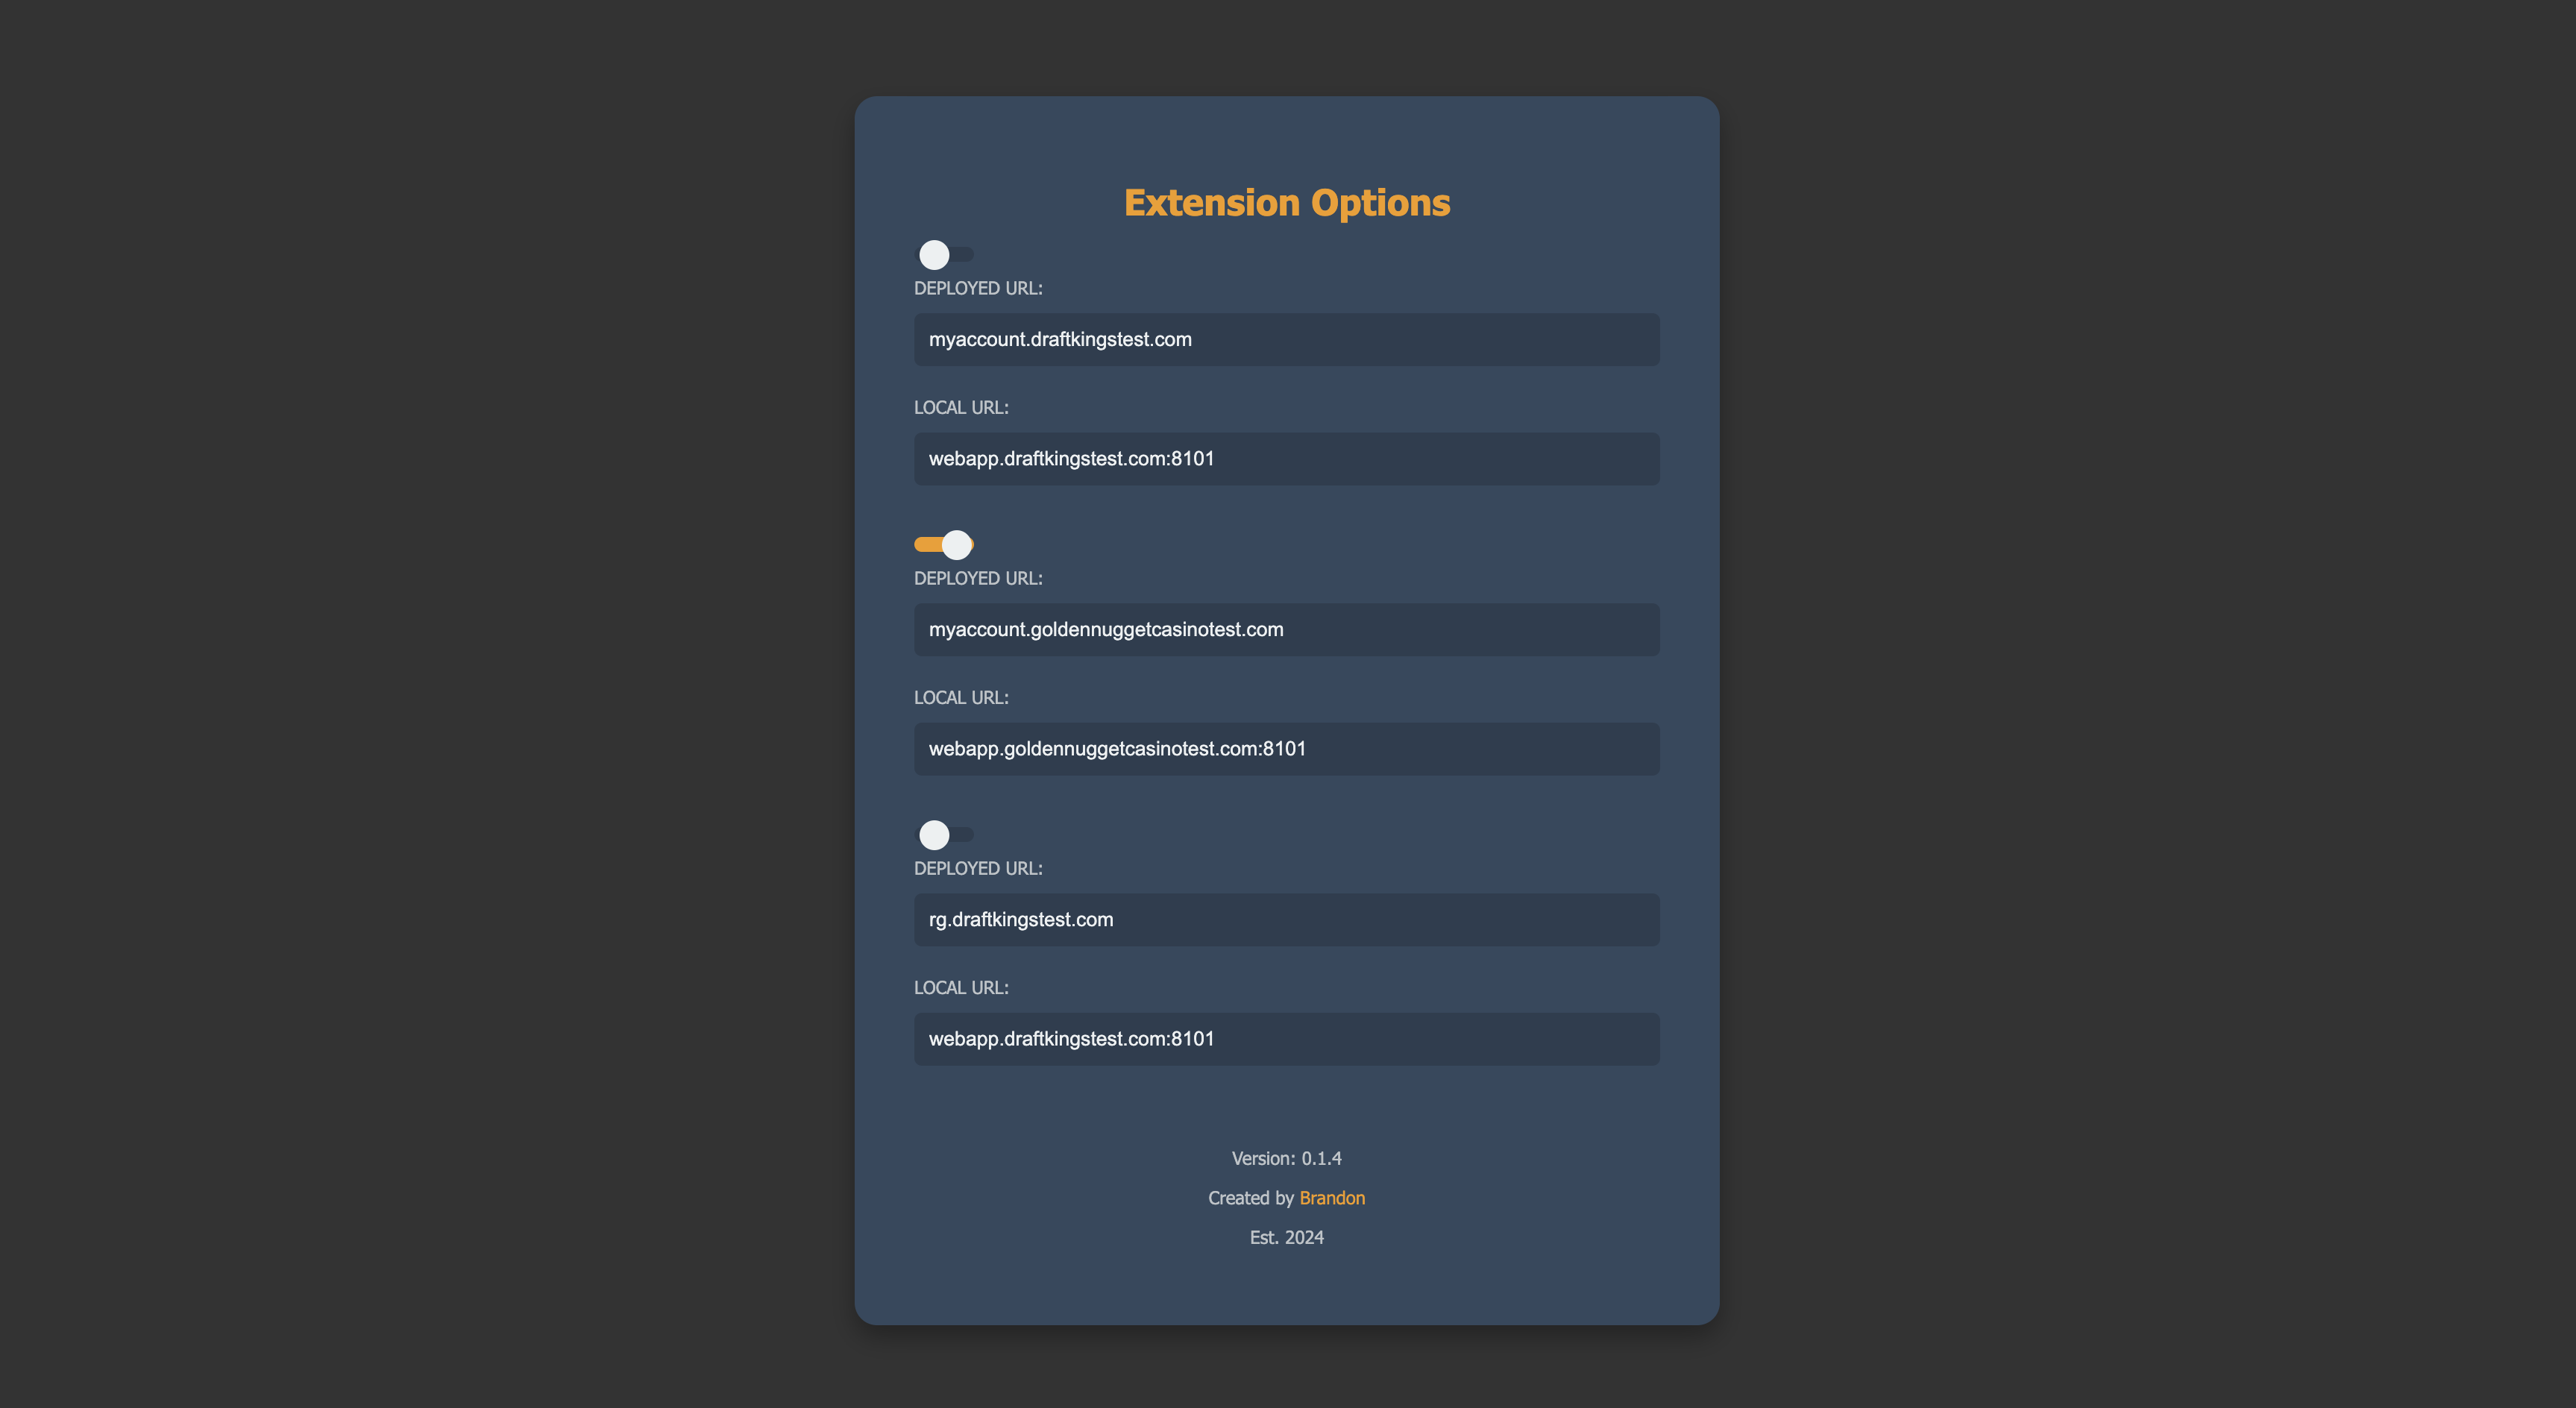 Extension Options
DEPLOYED URL:
myaccount.draftkingstest.com
LOCAL URL:
webapp.draftkingstest.com:8101
DEPLOYED URL:
myaccount.goldennuggetcasinotest.com
LOCAL URL:
webapp.goldennuggetcasinotest.com:8101
DEPLOYED URL:
rg.draftkingstest.com
LOCAL URL:
webapp.draftkingstest.com:8101
Version: 0.1.4
Created by Brandon
Est. 2024